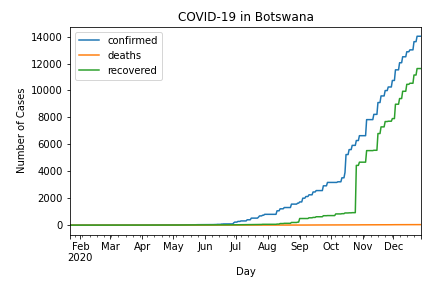 COVID-19 in Botswana
confirmed
deaths
recovered
14000
12000
10000
8000
6000
4000
2000
0
Number of Cases
Feb Mar Apr May Jun Jul Aug Sep Oct Nov Dec
2020
Day